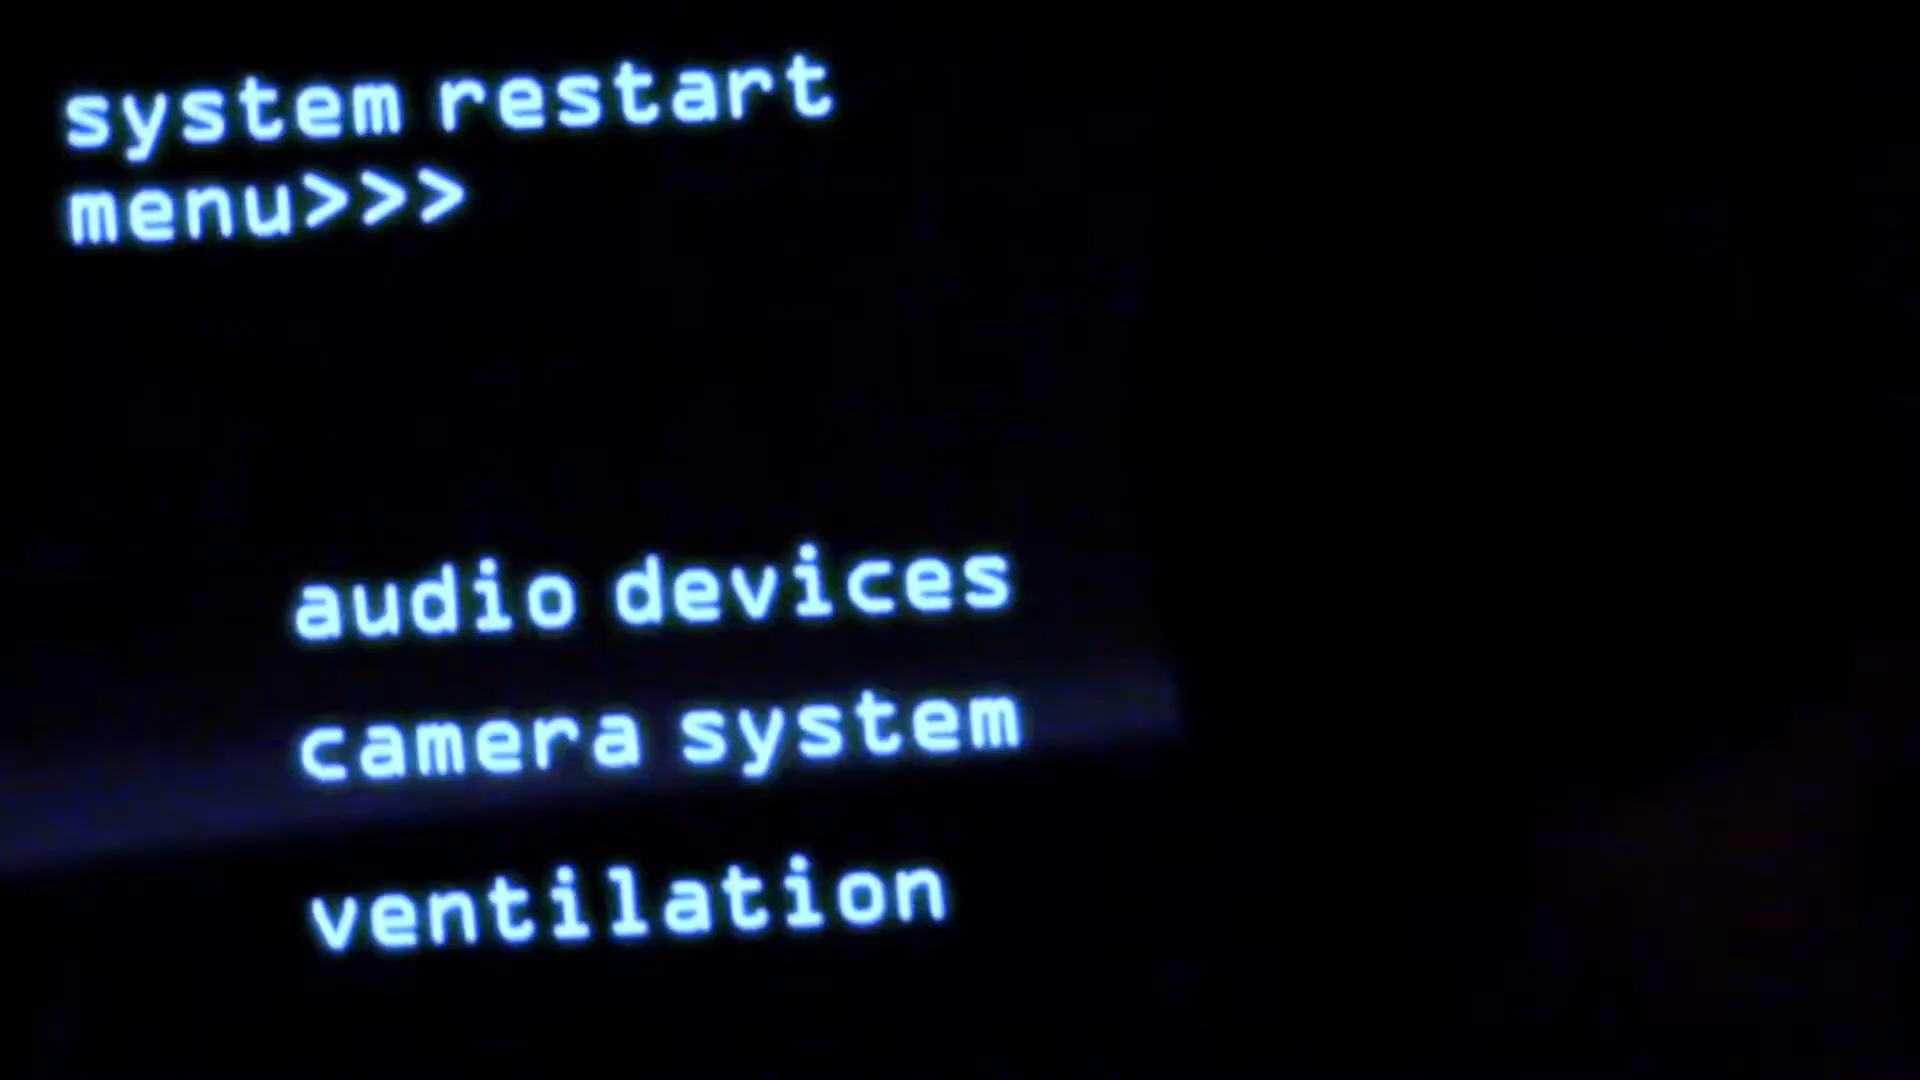 system restart
menu>>>
audio devices
camera system
ventilation